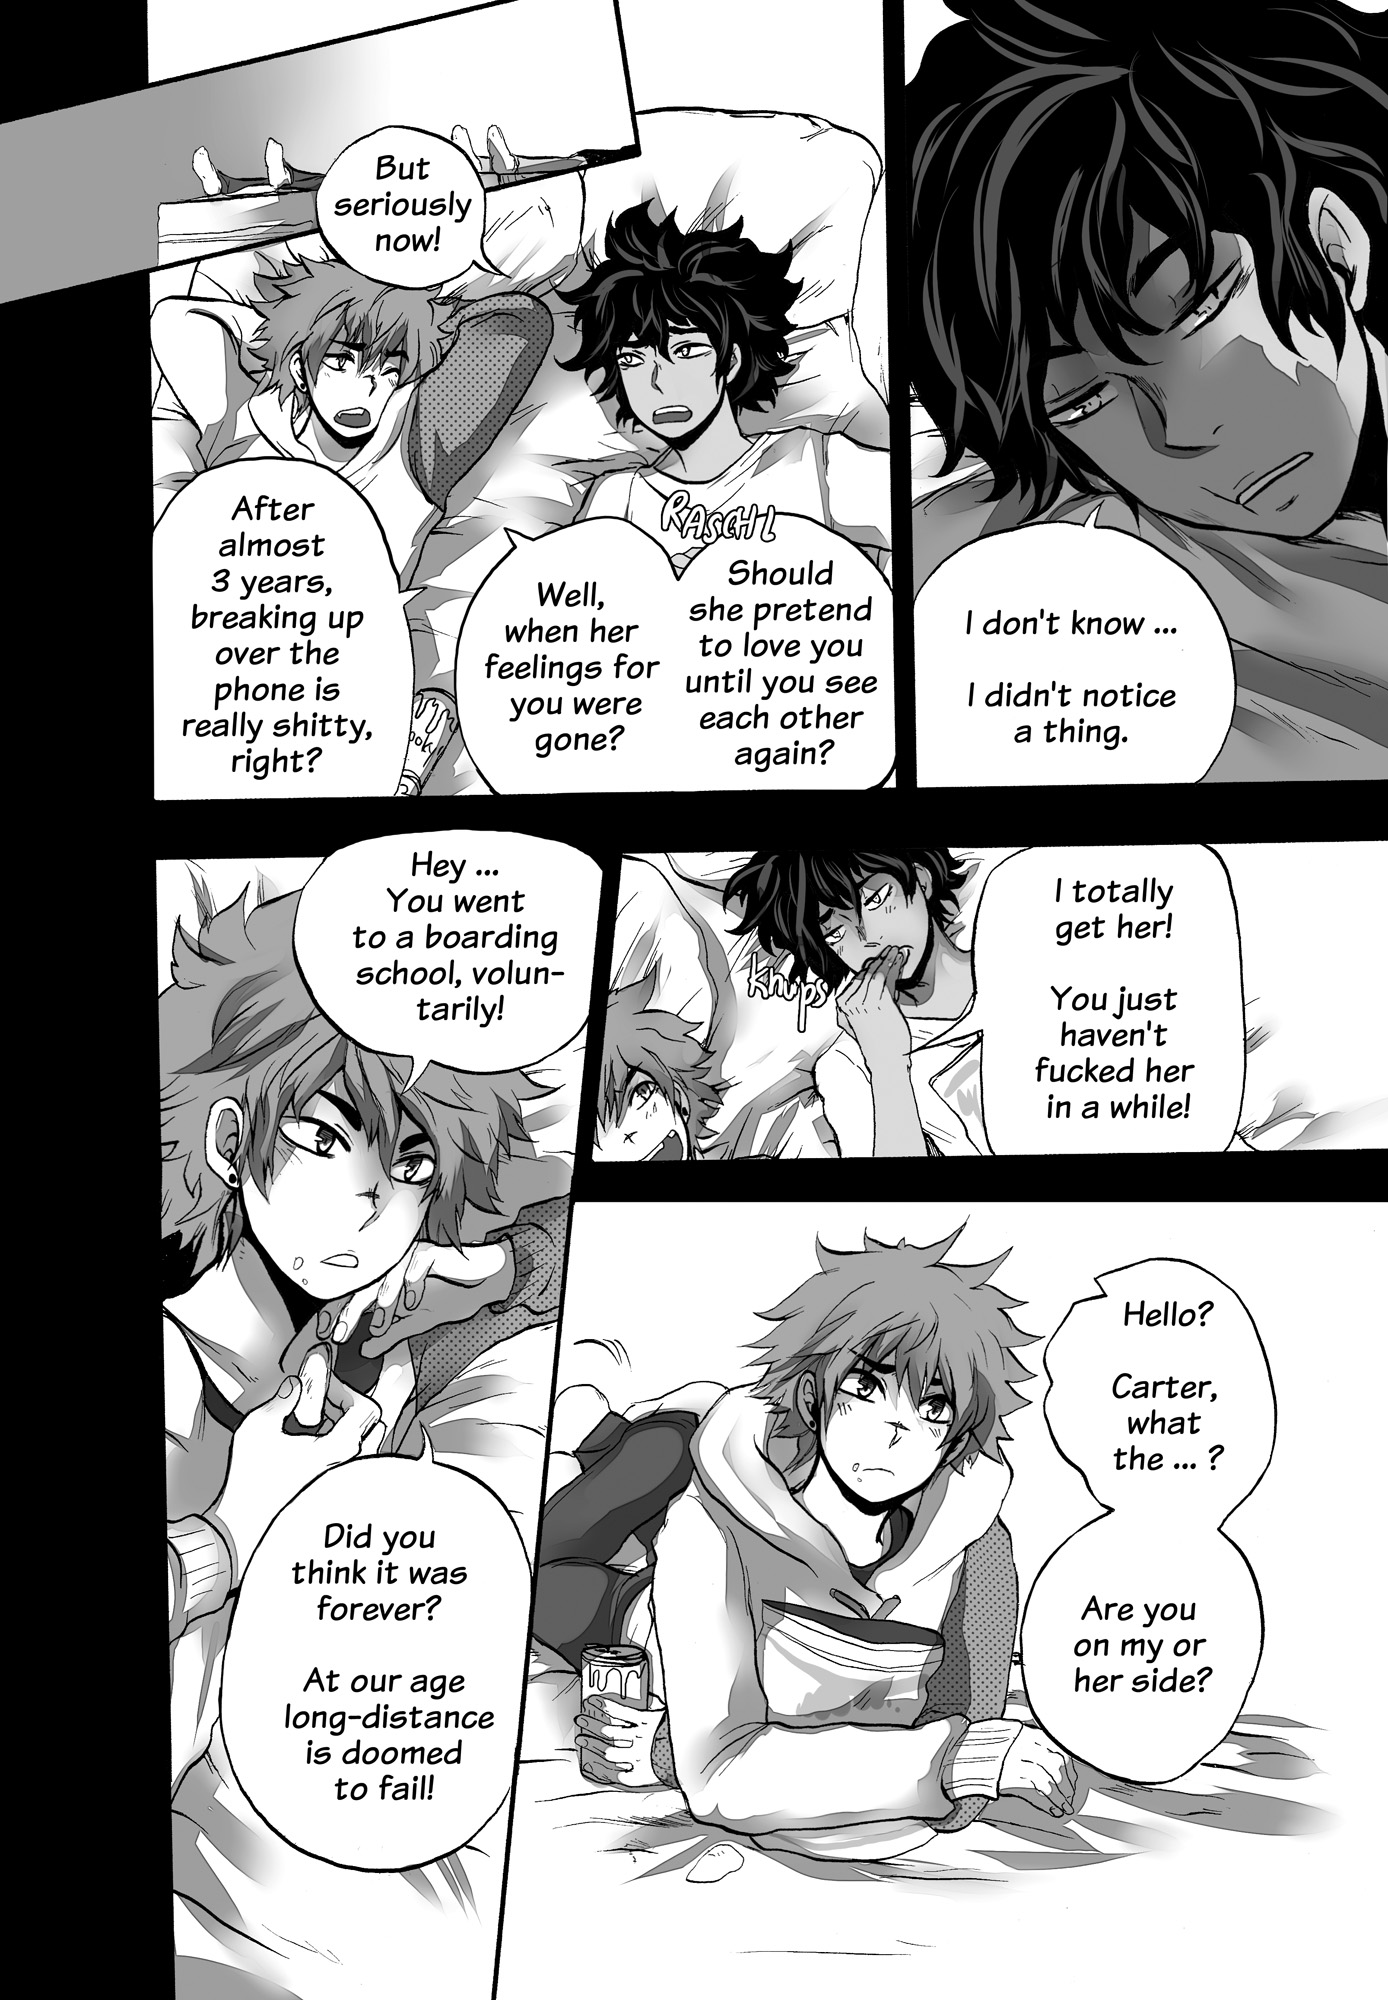 But
seriously
now!
After
almost
3 years,
breaking up
over the
phone is
really shitty,
right?
RASCHL
Well,
when her
feelings for
you were
gone?
Should
she pretend
to love you
until you see
each other
again?
I don't know ...
I didn't notice
a thing.
Hey ...
You went
to a boarding
school, volun-
tarily!
Did you
think it was
forever?
At our age
long-distance
is doomed
to fail!
knups
I totally
get her!
You just
haven't
fucked her
in a while!
Hello?
Carter,
what
the ... ?
Are you
on my or
her side?